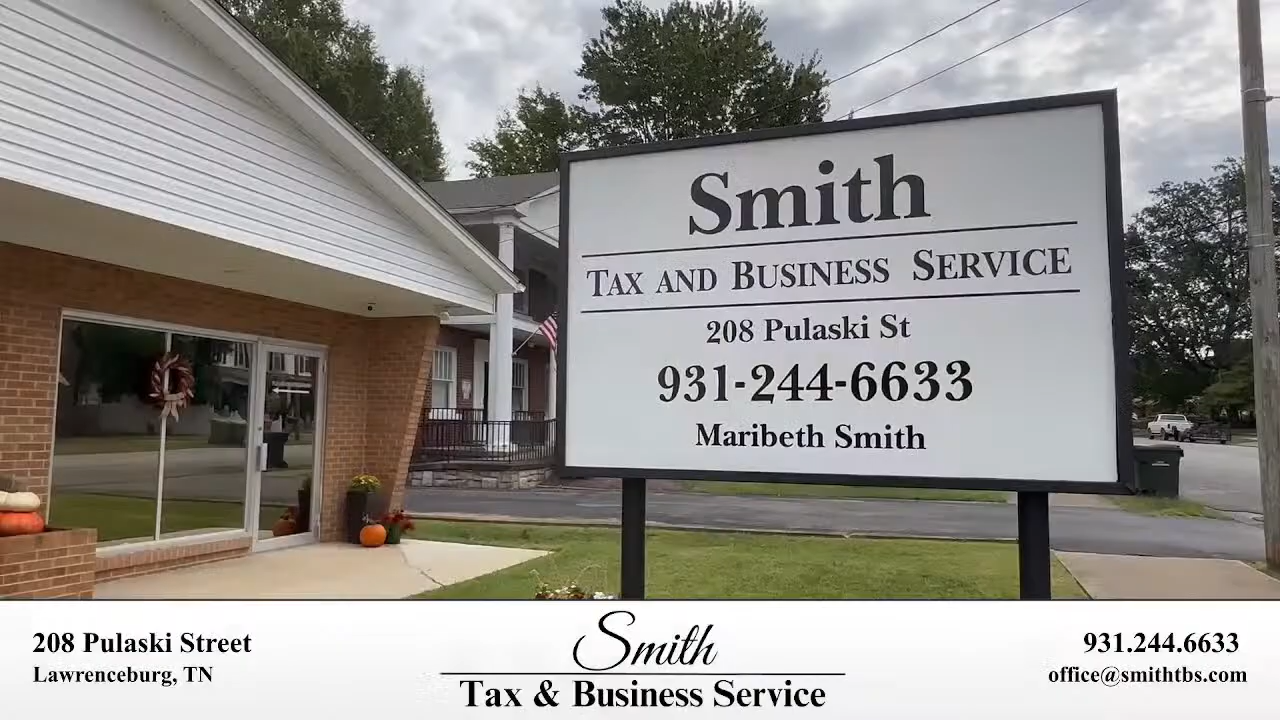 Smith
TAX AND BUSINESS SERVICE
208 Pulaski St
931-244-6633
Maribeth Smith
208 Pulaski Street
Lawrenceburg, TN
Smith
Tax & Business Service
931.244.6633
office@smithtbs.com